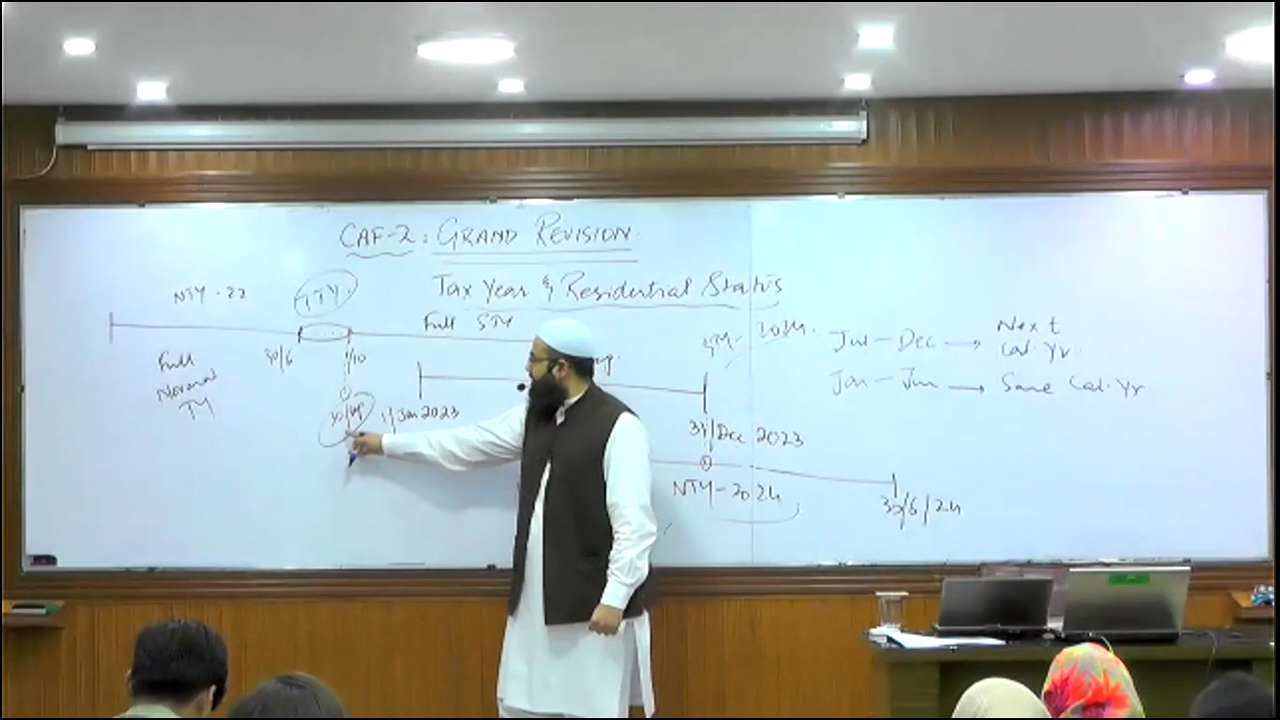 CAF-2: GRAND REVISION
Tax Year & Residential Status
NTY-22
TTY.
Full STY
30/6
1/10
Full
Normal
TY
30/sep
1/Jan 2023
31/Dec 2023
NTY-2024
30/6/24
Jul - Dec → Next
Cal Yr.
Jan - Jun → Same Cal. Yr